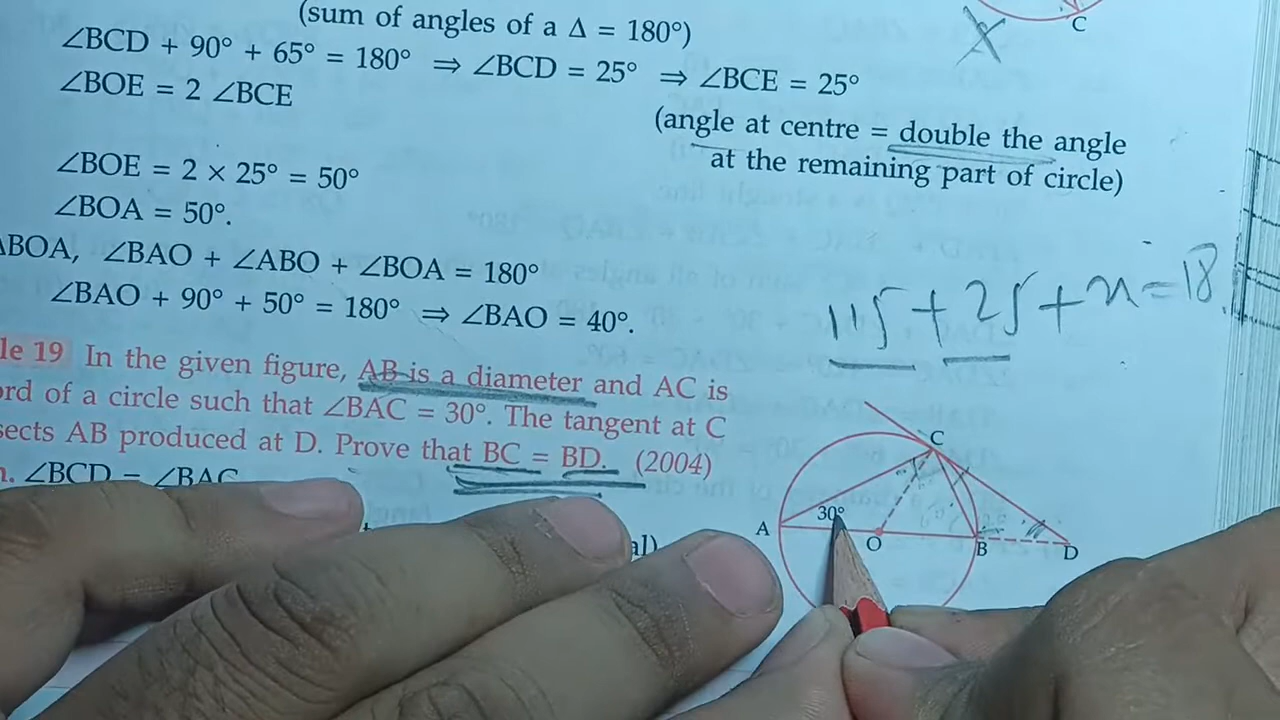 (sum of angles of a Δ = 180°)
C
∠BCD + 90° + 65° = 180° ⇒ ∠BCD = 25° ⇒ ∠BCE = 25°
∠BOE = 2 ∠BCE
(angle at centre = double the angle
at the remaining part of circle)
∠BOE = 2 × 25° = 50°
∠BOA = 50°.
BOA, ∠BAO + ∠ABO + ∠BOA = 180°
∠BAO + 90° + 50° = 180° ⇒ ∠BAO = 40°.
115 + 25 + x = 18
le 19 In the given figure, AB is a diameter and AC is
ord of a circle such that ∠BAC = 30°. The tangent at C
sects AB produced at D. Prove that BC = BD. (2004)
n. ∠BCD = ∠BAC
al)
C
30°
A
O
B
D